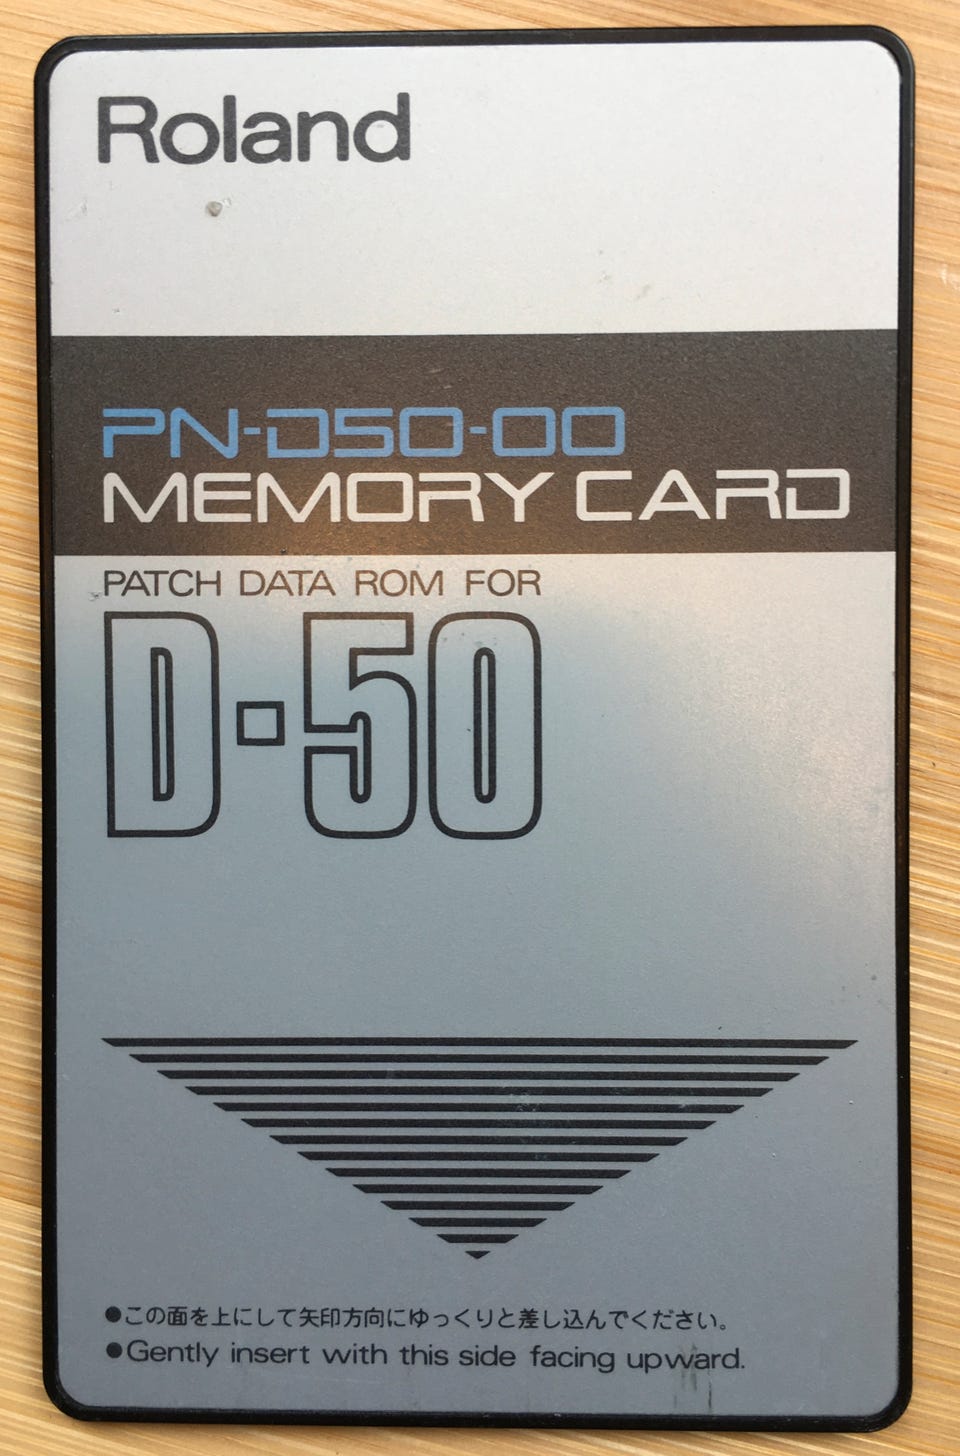 Roland
PN-D50-00
MEMORY CARD
PATCH DATA ROM FOR
D-50
●この面を上にして矢印方向にゆっくりと差し込んでください。
●Gently insert with this side facing upward.